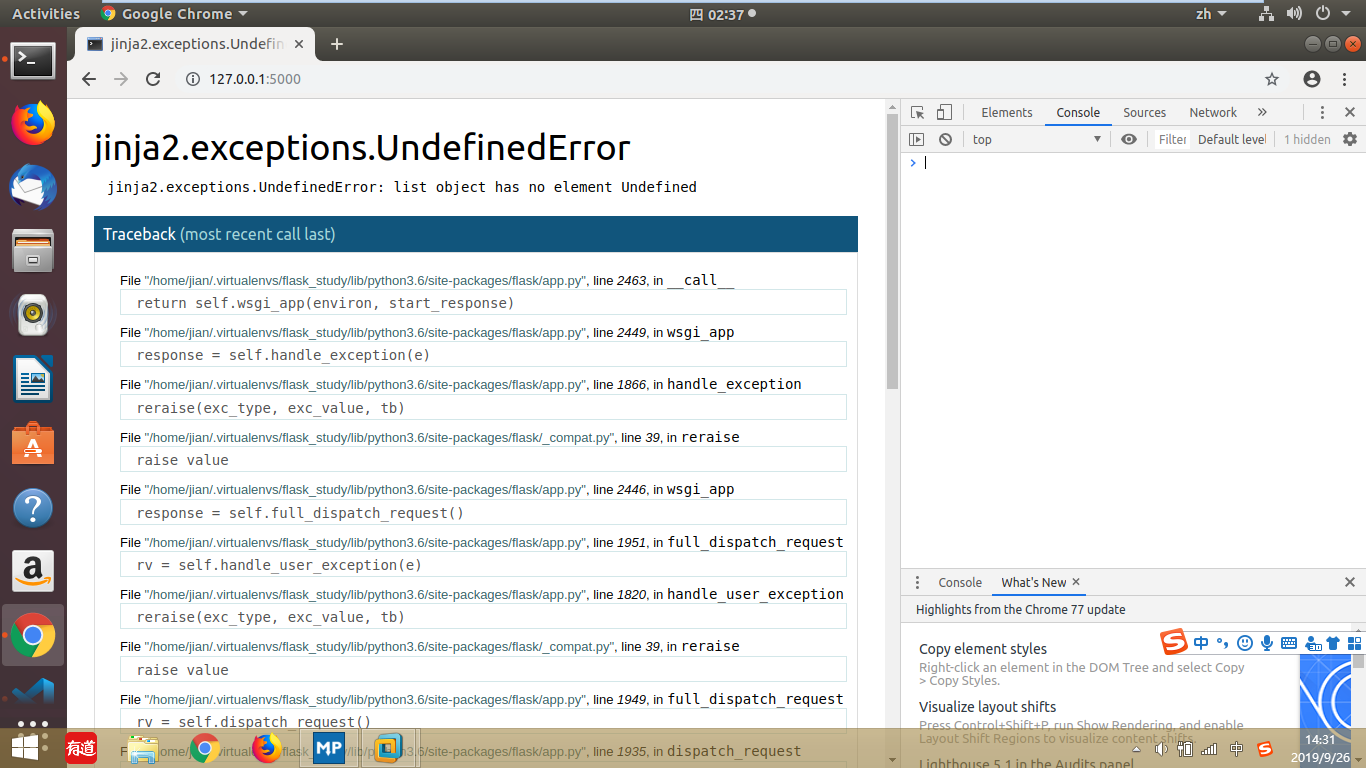 Activities
Google Chrome
四 02:37
zh
jinja2.exceptions.Undefin
127.0.0.1:5000
jinja2.exceptions.UndefinedError
jinja2.exceptions.UndefinedError: list object has no element Undefined
Traceback (most recent call last)
File "/home/jian/.virtualenvs/flask_study/lib/python3.6/site-packages/flask/app.py", line 2463, in __call__
return self.wsgi_app(environ, start_response)
File "/home/jian/.virtualenvs/flask_study/lib/python3.6/site-packages/flask/app.py", line 2449, in wsgi_app
response = self.handle_exception(e)
File "/home/jian/.virtualenvs/flask_study/lib/python3.6/site-packages/flask/app.py", line 1866, in handle_exception
reraise(exc_type, exc_value, tb)
File "/home/jian/.virtualenvs/flask_study/lib/python3.6/site-packages/flask/_compat.py", line 39, in reraise
raise value
File "/home/jian/.virtualenvs/flask_study/lib/python3.6/site-packages/flask/app.py", line 2446, in wsgi_app
response = self.full_dispatch_request()
File "/home/jian/.virtualenvs/flask_study/lib/python3.6/site-packages/flask/app.py", line 1951, in full_dispatch_request
rv = self.handle_user_exception(e)
File "/home/jian/.virtualenvs/flask_study/lib/python3.6/site-packages/flask/app.py", line 1820, in handle_user_exception
reraise(exc_type, exc_value, tb)
File "/home/jian/.virtualenvs/flask_study/lib/python3.6/site-packages/flask/_compat.py", line 39, in reraise
raise value
File "/home/jian/.virtualenvs/flask_study/lib/python3.6/site-packages/flask/app.py", line 1949, in full_dispatch_request
rv = self.dispatch_request()
File "/home/jian/.virtualenvs/flask_study/lib/python3.6/site-packages/flask/app.py", line 1935, in dispatch_request
Elements
Console
Sources
Network
top
Filter
Default level
1 hidden
Console
What's New
Highlights from the Chrome 77 update
中
Copy element styles
Right-click an element in the DOM Tree and select Copy
> Copy Styles.
Visualize layout shifts
Press Control+Shift+P, run Show Rendering, and enable
Layout Shift Regions to visualize content shifts.
Lighthouse 5.1 in the Audits panel
有道
MP
中
14:31
2019/9/26